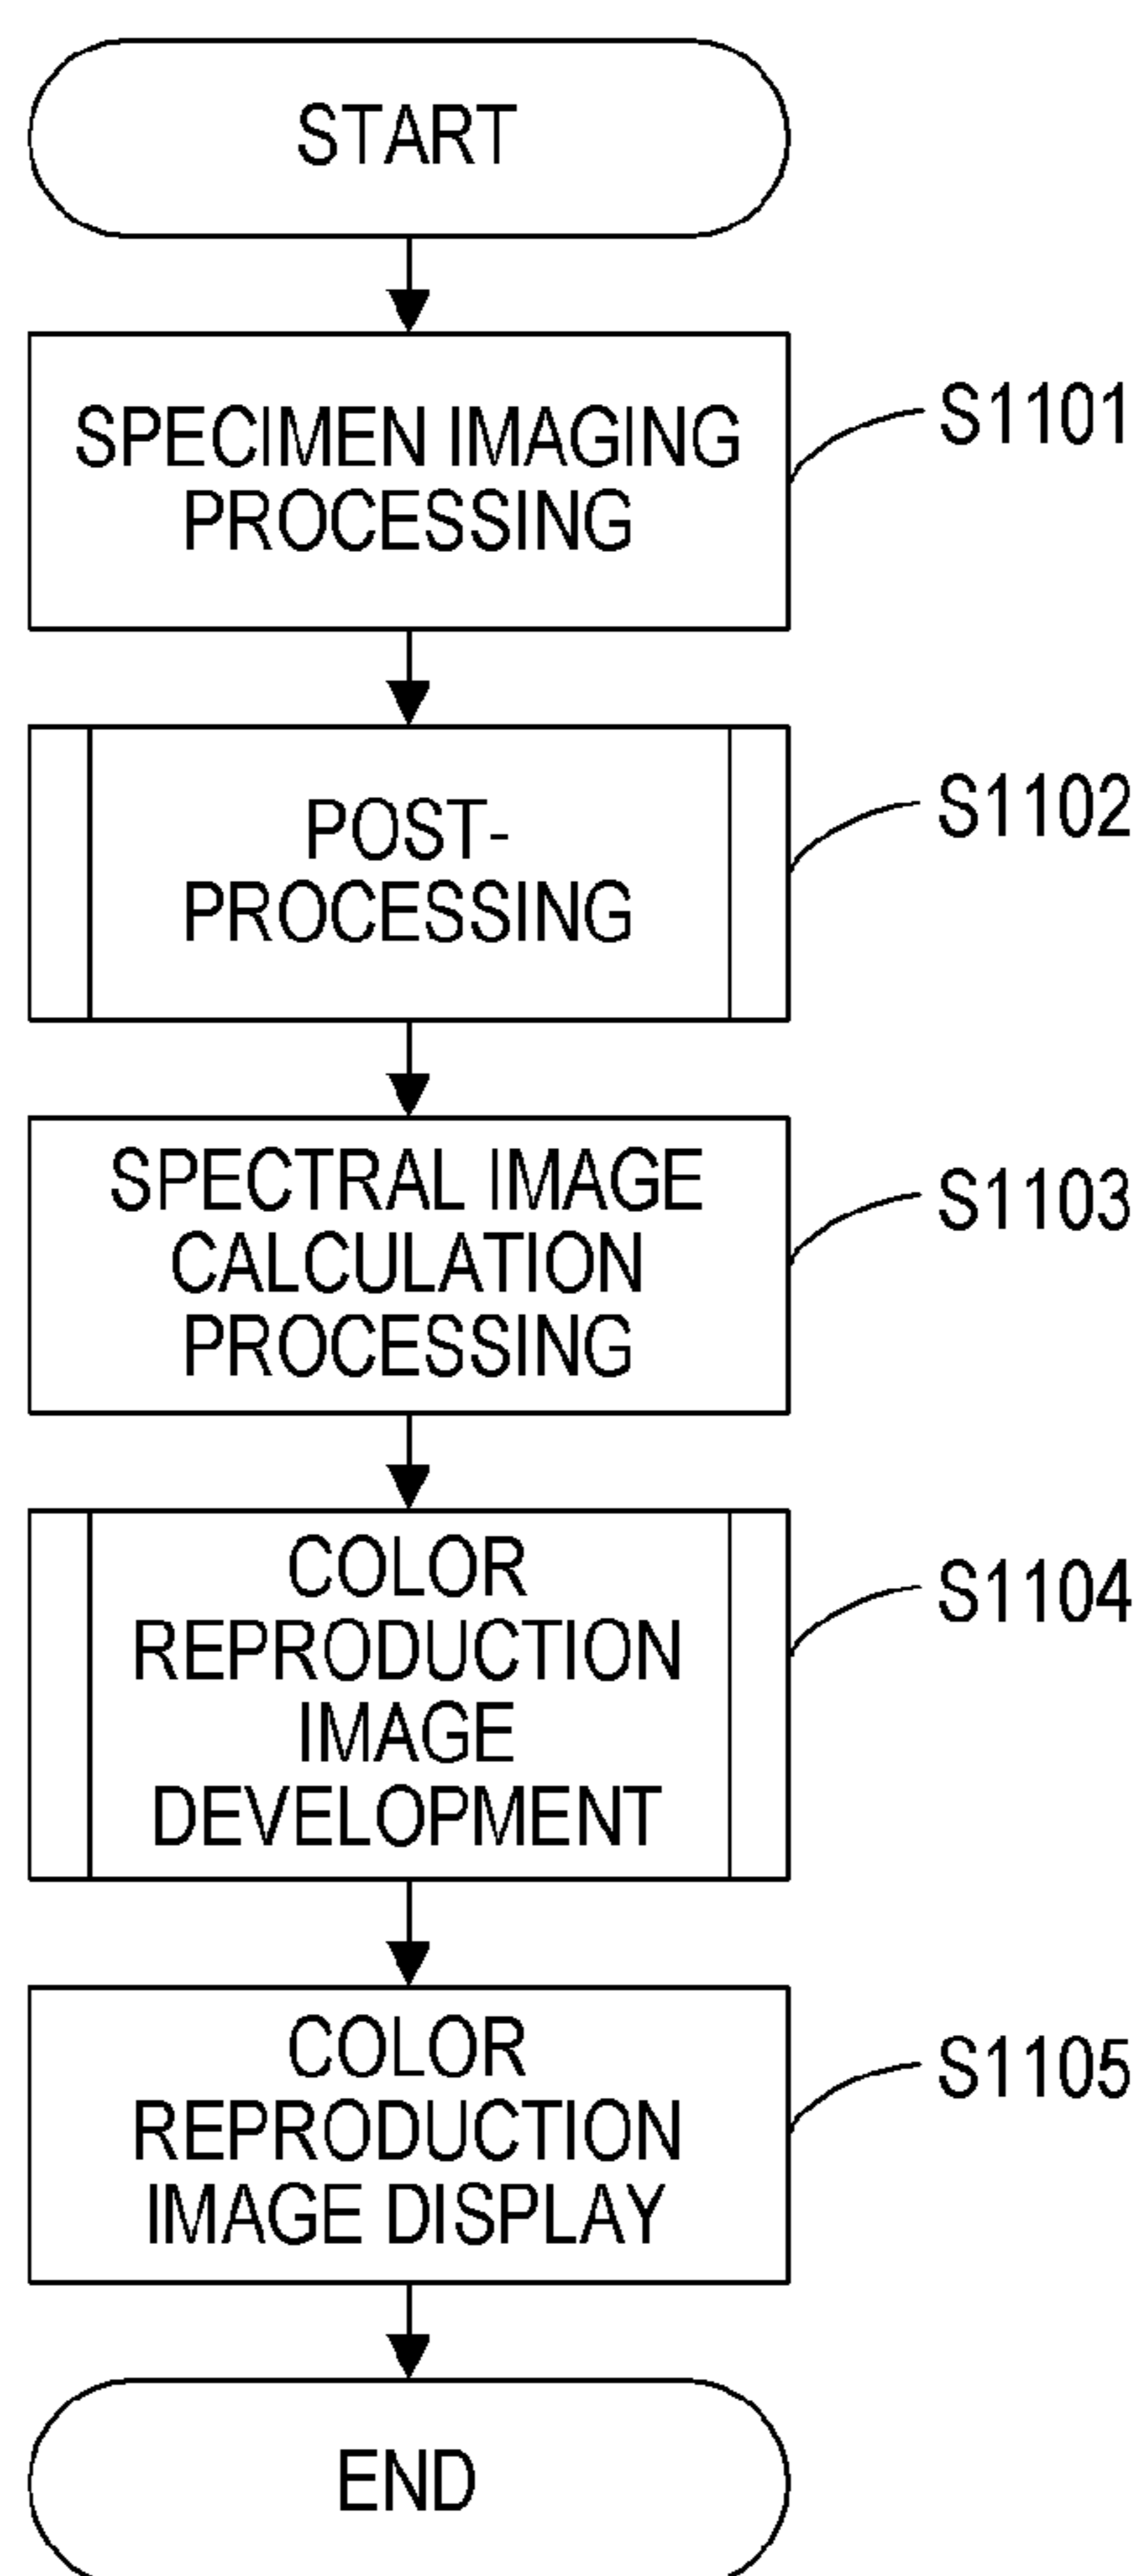 START
SPECIMEN IMAGING
PROCESSING
S1101
POST-
PROCESSING
S1102
SPECTRAL IMAGE
CALCULATION
PROCESSING
S1103
COLOR
REPRODUCTION
IMAGE
DEVELOPMENT
S1104
COLOR
REPRODUCTION
IMAGE DISPLAY
S1105
END